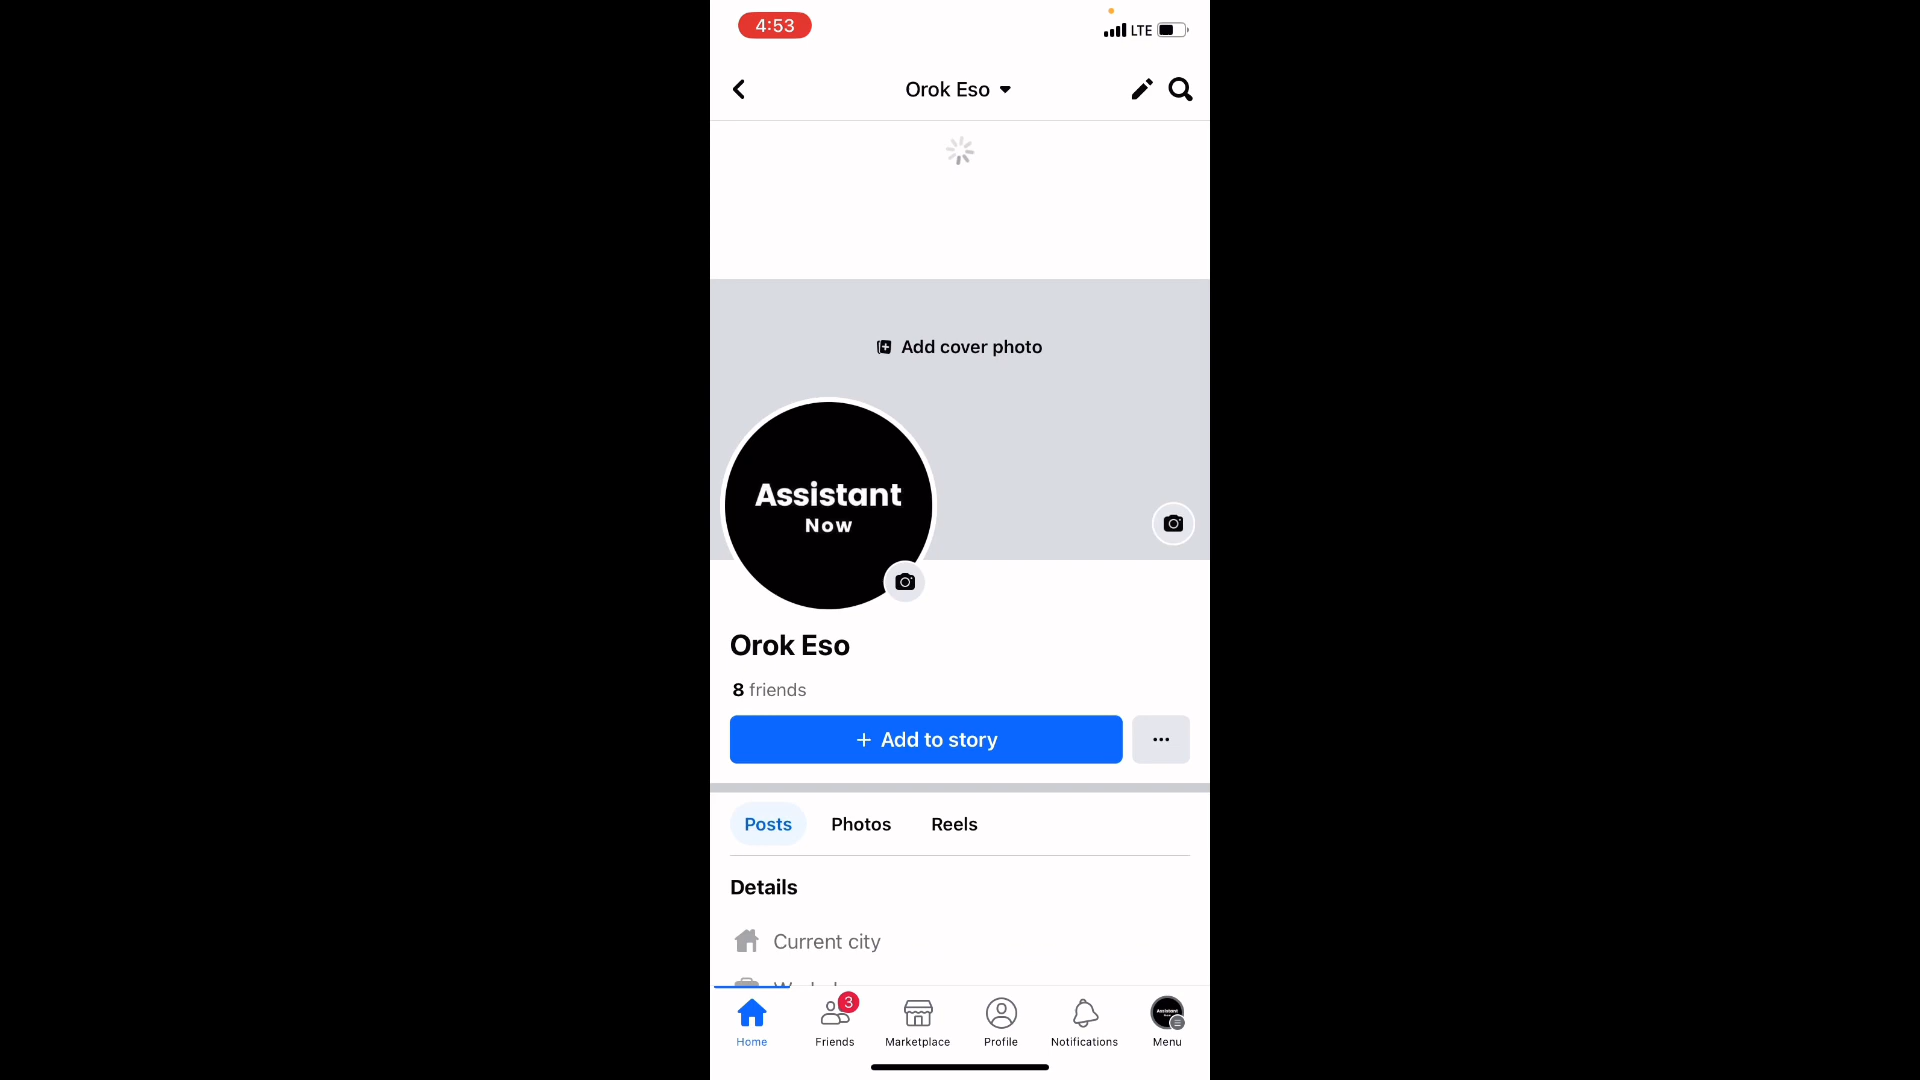 4:53
LTE
Orok Eso
Add cover photo
Assistant
Now
Orok Eso
8 friends
+ Add to story
Posts Photos Reels
Details
Current city
3
Home Friends Marketplace Profile Notifications Menu